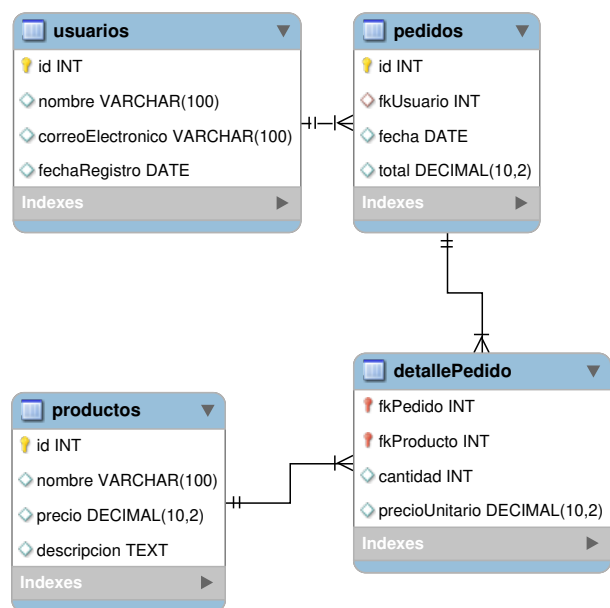 usuarios
id INT
nombre VARCHAR(100)
correoElectronico VARCHAR(100)
fechaRegistro DATE
Indexes
pedidos
id INT
fkUsuario INT
fecha DATE
total DECIMAL(10,2)
Indexes
productos
id INT
nombre VARCHAR(100)
precio DECIMAL(10,2)
descripcion TEXT
Indexes
detallePedido
fkPedido INT
fkProducto INT
cantidad INT
precioUnitario DECIMAL(10,2)
Indexes